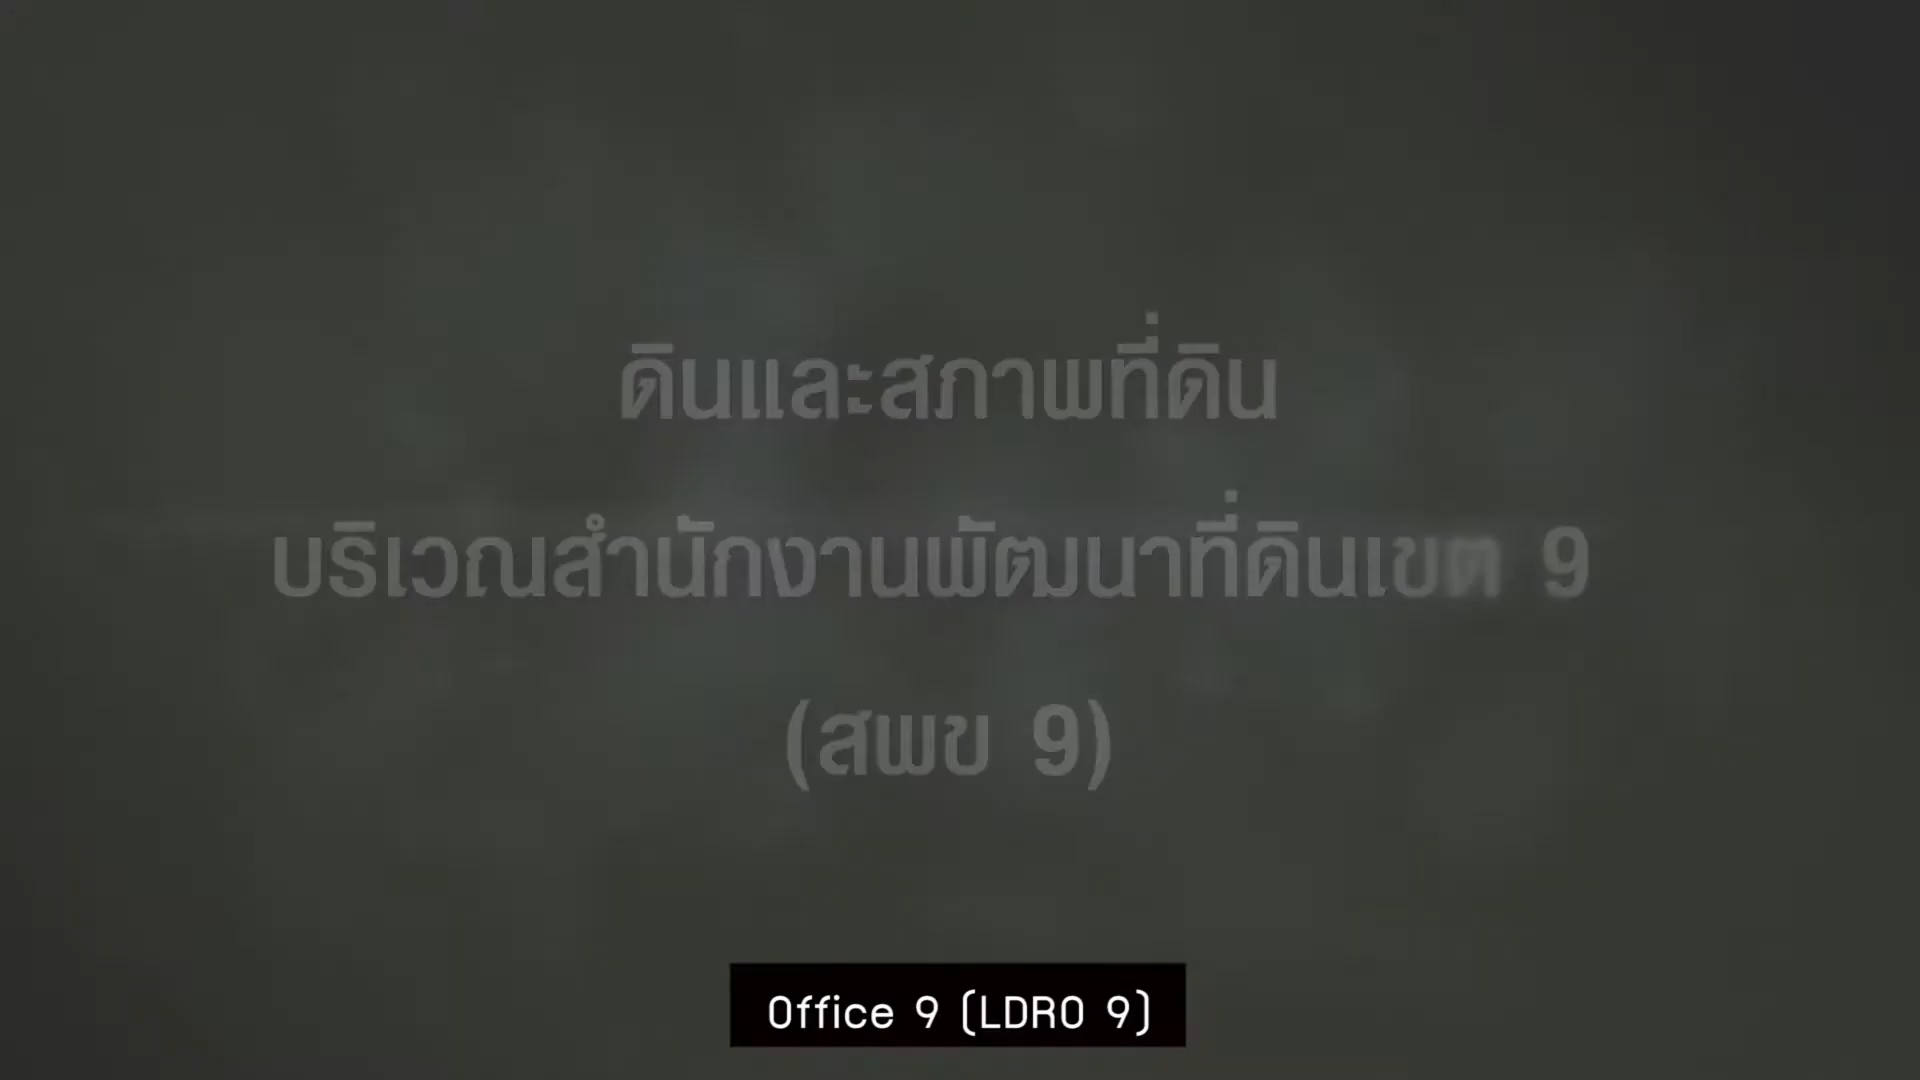 ดินและสภาพที่ดิน
บริเวณสำนักงานพัฒนาที่ดินเขต 9
(สพข 9)
Office 9 (LDRO 9)